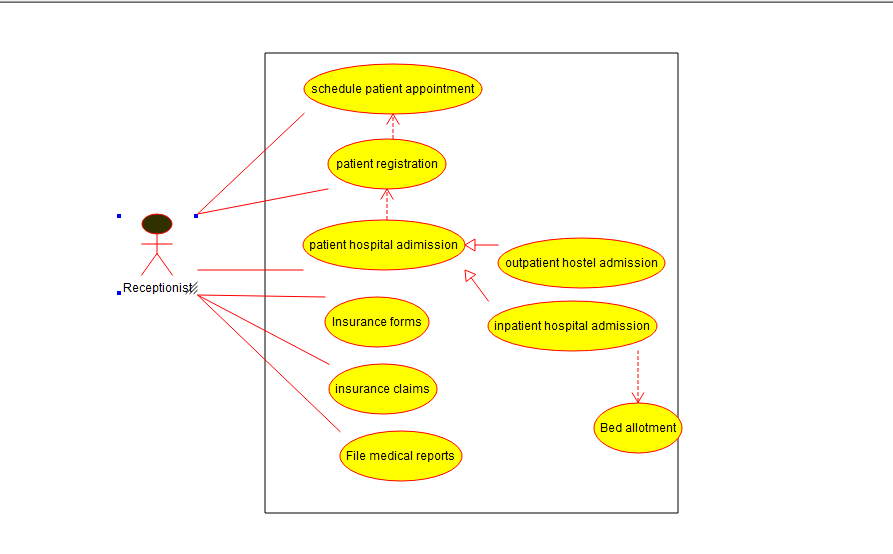 schedule patient appointment
patient registration
patient hospital adimission
outpatient hostel admission
Receptionist
Insurance forms
inpatient hospital admission
insurance claims
Bed allotment
File medical reports